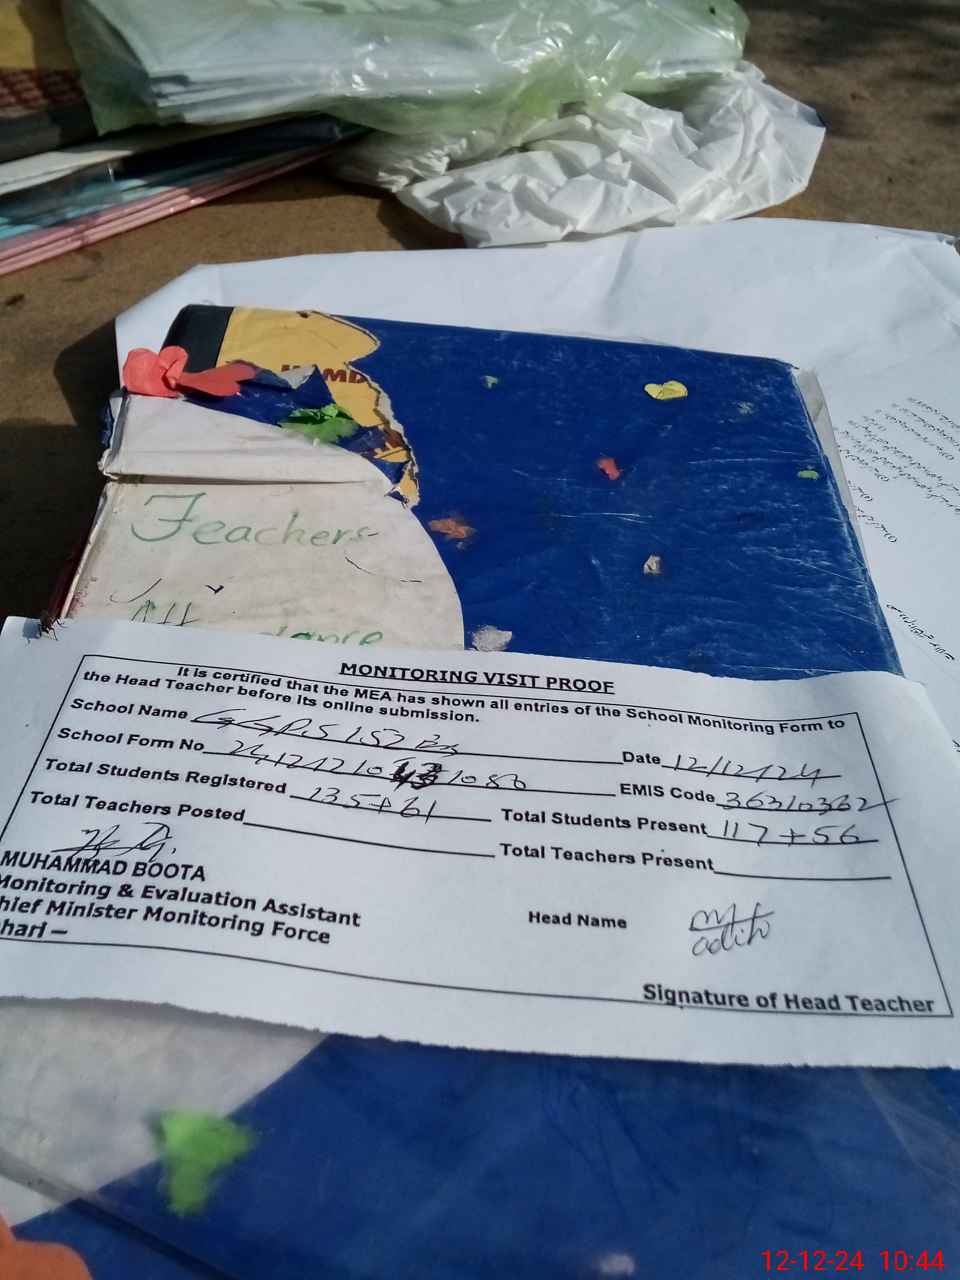 Teachers
Attendance
MONITORING VISIT PROOF
It is certified that the MEA has shown all entries of the School Monitoring Form to
the Head Teacher before its online submission.
School Name GGPS 152 EB
Date 12/12/24
School Form No
EMIS Code 36310362
Total Students Registered 135+61
Total Students Present 117+56
Total Teachers Posted
Total Teachers Present
MUHAMMAD BOOTA
Monitoring & Evaluation Assistant
hief Minister Monitoring Force
hari –
Head Name
Signature of Head Teacher
12-12-24 10:44